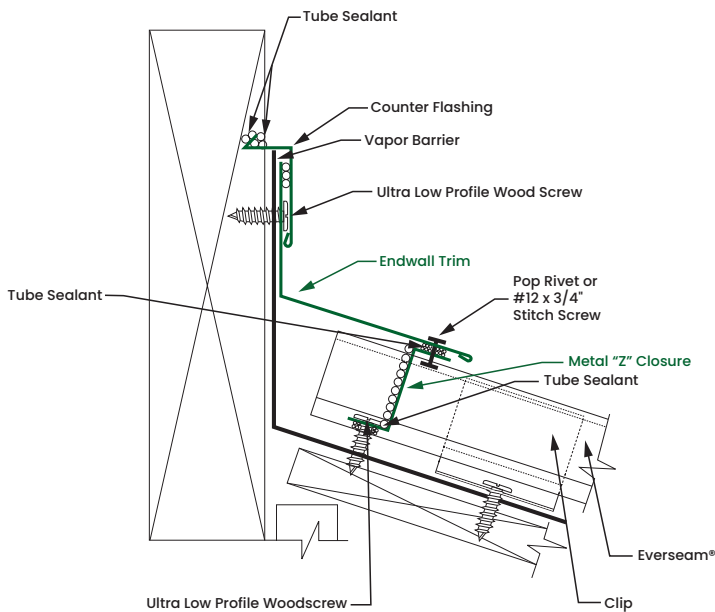 Tube Sealant
Counter Flashing
Vapor Barrier
Ultra Low Profile Wood Screw
Endwall Trim
Pop Rivet or
#12 x 3/4"
Stitch Screw
Tube Sealant
Metal “Z” Closure
Tube Sealant
Everseam®
Ultra Low Profile Woodscrew
Clip